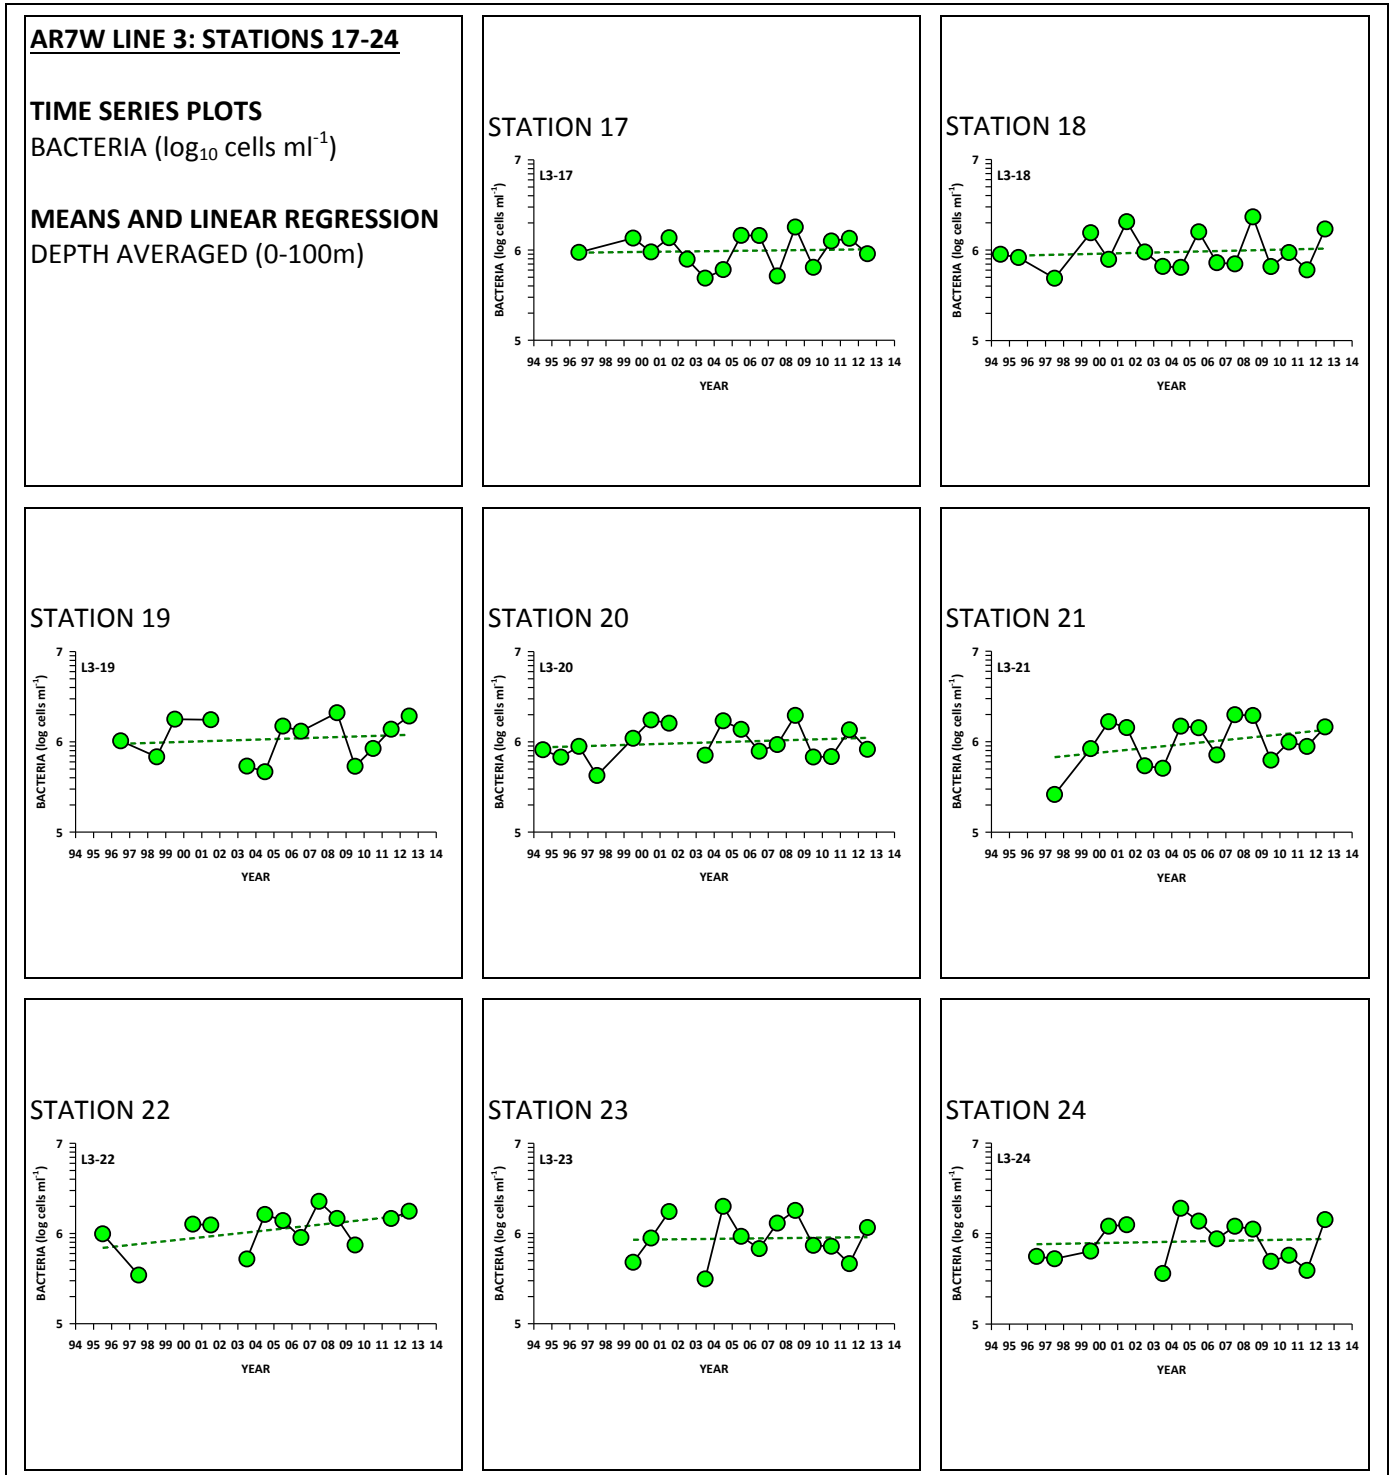 AR7W LINE 3: STATIONS 17-24
TIME SERIES PLOTS
BACTERIA (log₁₀ cells ml⁻¹)
MEANS AND LINEAR REGRESSION
DEPTH AVERAGED (0-100m)
STATION 17
BACTERIA (log cells ml⁻¹)
L3-17
7
6
5
94 95 96 97 98 99 00 01 02 03 04 05 06 07 08 09 10 11 12 13 14
YEAR
STATION 18
BACTERIA (log cells ml⁻¹)
L3-18
7
6
5
94 95 96 97 98 99 00 01 02 03 04 05 06 07 08 09 10 11 12 13 14
YEAR
STATION 19
BACTERIA (log cells ml⁻¹)
L3-19
7
6
5
94 95 96 97 98 99 00 01 02 03 04 05 06 07 08 09 10 11 12 13 14
YEAR
STATION 20
BACTERIA (log cells ml⁻¹)
L3-20
7
6
5
94 95 96 97 98 99 00 01 02 03 04 05 06 07 08 09 10 11 12 13 14
YEAR
STATION 21
BACTERIA (log cells ml⁻¹)
L3-21
7
6
5
94 95 96 97 98 99 00 01 02 03 04 05 06 07 08 09 10 11 12 13 14
YEAR
STATION 22
BACTERIA (log cells ml⁻¹)
L3-22
7
6
5
94 95 96 97 98 99 00 01 02 03 04 05 06 07 08 09 10 11 12 13 14
YEAR
STATION 23
BACTERIA (log cells ml⁻¹)
L3-23
7
6
5
94 95 96 97 98 99 00 01 02 03 04 05 06 07 08 09 10 11 12 13 14
YEAR
STATION 24
BACTERIA (log cells ml⁻¹)
L3-24
7
6
5
94 95 96 97 98 99 00 01 02 03 04 05 06 07 08 09 10 11 12 13 14
YEAR